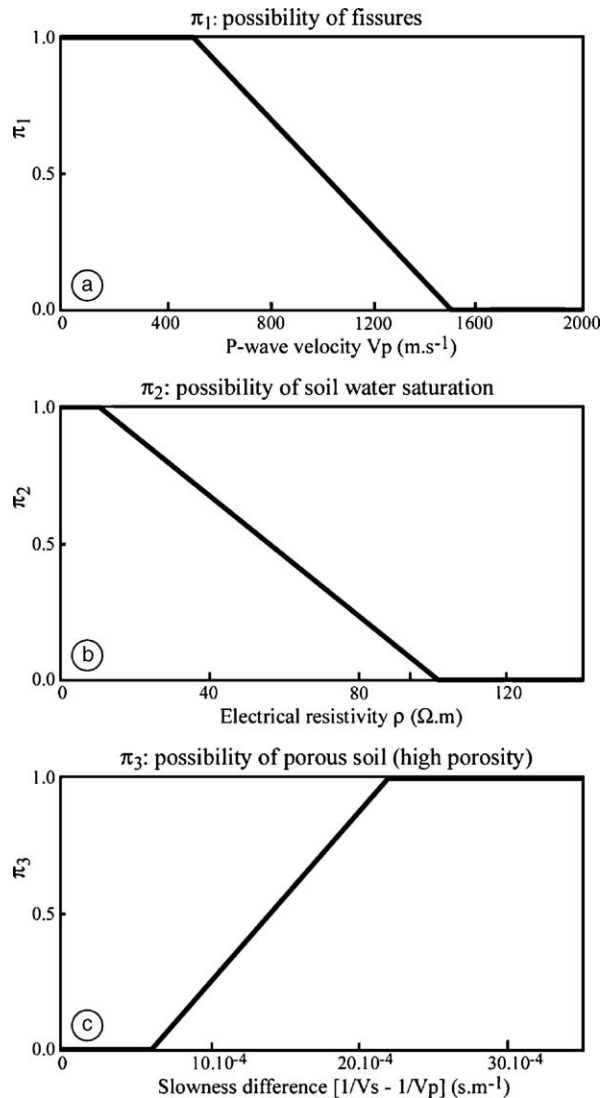 π1: possibility of fissures
1.0
π1
0.5
a
0.0
0 400 800 1200 1600 2000
P-wave velocity Vp (m.s-1)
π2: possibility of soil water saturation
1.0
π2
0.5
b
0.0
0 40 80 120
Electrical resistivity ρ (Ω.m)
π3: possibility of porous soil (high porosity)
1.0
π3
0.5
c
0.0
0 10.10-4 20.10-4 30.10-4
Slowness difference [1/Vs - 1/Vp] (s.m-1)